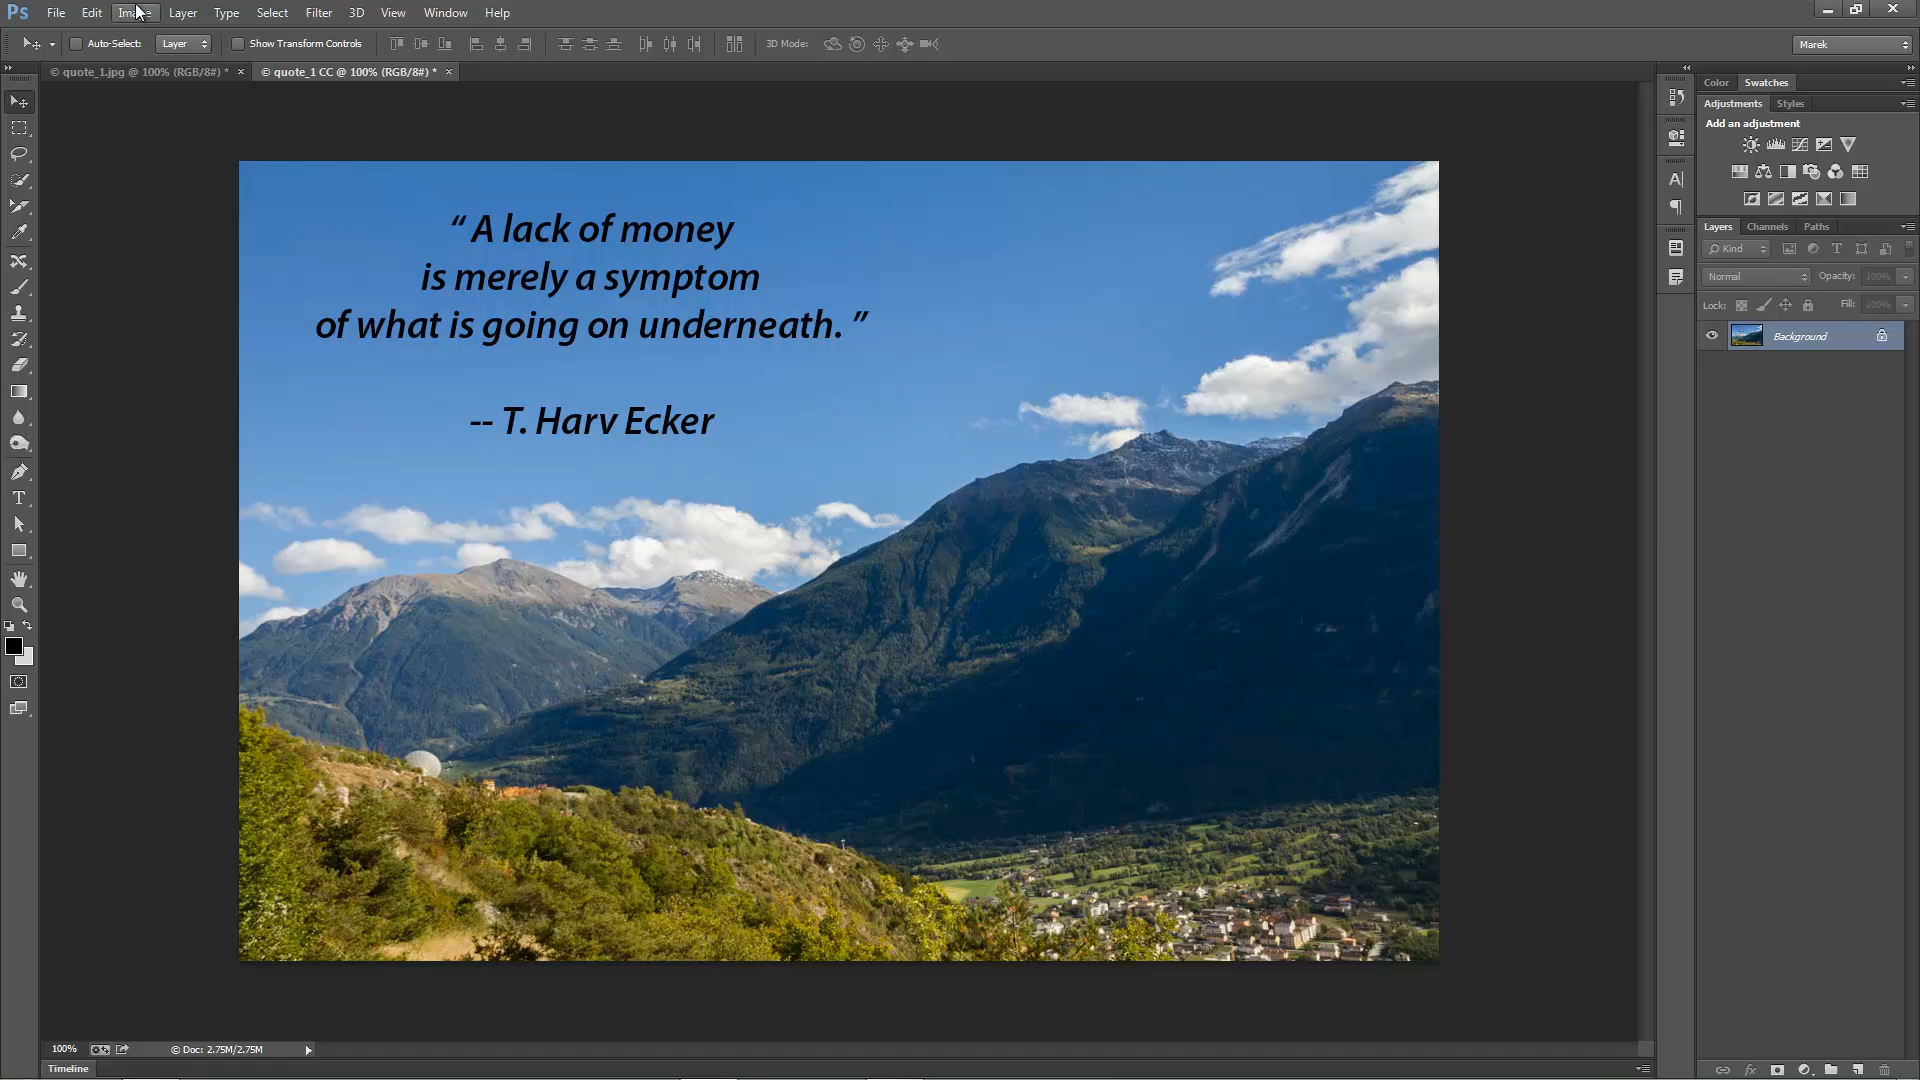 Ps File Edit Image Layer Type Select Filter 3D View Window Help
Auto-Select: Layer Show Transform Controls 3D Mode: Marek
© quote_1.jpg @ 100% (RGB/8#) * × © quote_1 CC @ 100% (RGB/8#) * ×
Color Swatches
Adjustments Styles
Add an adjustment
Layers Channels Paths
Kind
Normal Opacity: 100%
Lock: Fill: 100%
Background
“ A lack of money
is merely a symptom
of what is going on underneath. ”
-- T. Harv Ecker
100% © Doc: 2.75M/2.75M
Timeline